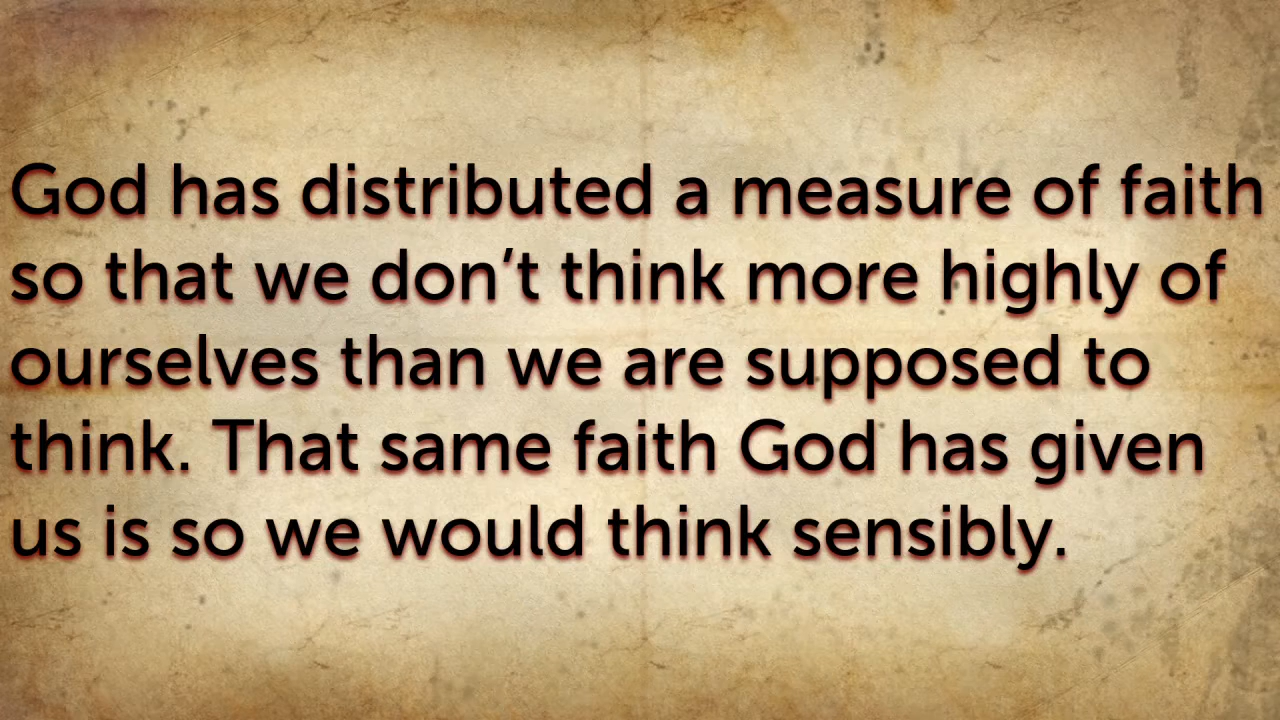 God has distributed a measure of faith
so that we don’t think more highly of
ourselves than we are supposed to
think. That same faith God has given
us is so we would think sensibly.